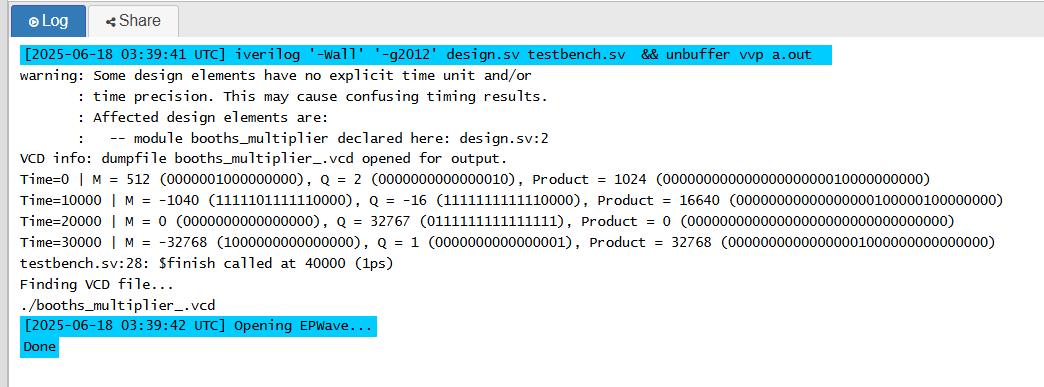 Log
Share
[2025-06-18 03:39:41 UTC] iverilog '-Wall' '-g2012' design.sv testbench.sv  && unbuffer vvp a.out
warning: Some design elements have no explicit time unit and/or
       : time precision. This may cause confusing timing results.
       : Affected design elements are:
       :   -- module booths_multiplier declared here: design.sv:2
VCD info: dumpfile booths_multiplier_.vcd opened for output.
Time=0 | M = 512 (0000001000000000), Q = 2 (0000000000000010), Product = 1024 (00000000000000000000010000000000)
Time=10000 | M = -1040 (1111101111110000), Q = -16 (1111111111110000), Product = 16640 (00000000000000000100000100000000)
Time=20000 | M = 0 (0000000000000000), Q = 32767 (0111111111111111), Product = 0 (00000000000000000000000000000000)
Time=30000 | M = -32768 (1000000000000000), Q = 1 (0000000000000001), Product = 32768 (00000000000000001000000000000000)
testbench.sv:28: $finish called at 40000 (1ps)
Finding VCD file...
./booths_multiplier_.vcd
[2025-06-18 03:39:42 UTC] Opening EPWave...
Done